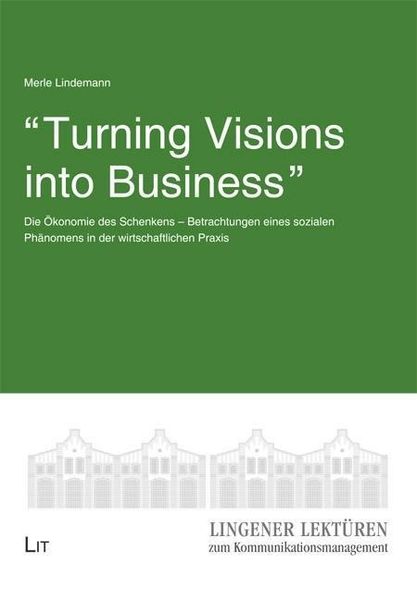 Merle Lindemann
“Turning Visions
into Business”
Die Ökonomie des Schenkens – Betrachtungen eines sozialen
Phänomens in der wirtschaftlichen Praxis
LIT
LINGENER LEKTÜREN
zum Kommunikationsmanagement